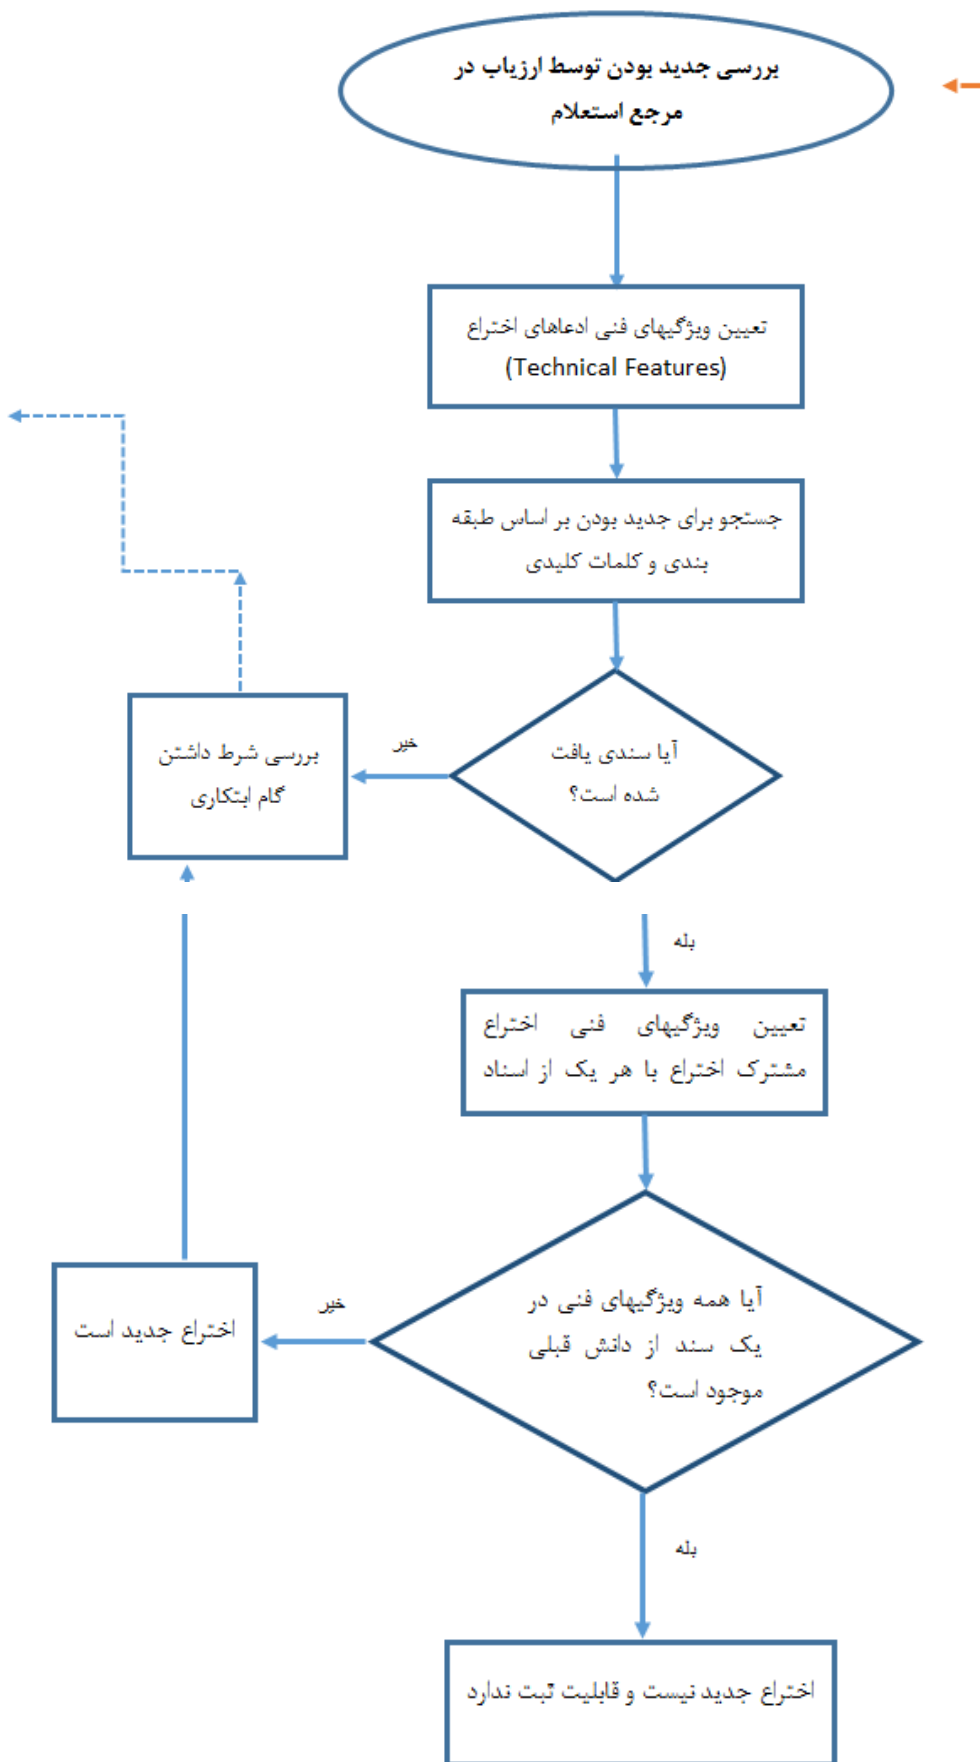 بررسی جدید بودن توسط ارزیاب در
مرجع استعلام
تعیین ویژگیهای فنی ادعاهای اختراع
(Technical Features)
جستجو برای جدید بودن بر اساس طبقه
بندی و کلمات کلیدی
آیا سندی یافت
شده است؟
خیر
بررسی شرط داشتن
گام ابتکاری
بله
تعیین ویژگیهای فنی اختراع
مشترک اختراع با هر یک از اسناد
آیا همه ویژگیهای فنی در
یک سند از دانش قبلی
موجود است؟
خیر
اختراع جدید است
بله
اختراع جدید نیست و قابلیت ثبت ندارد